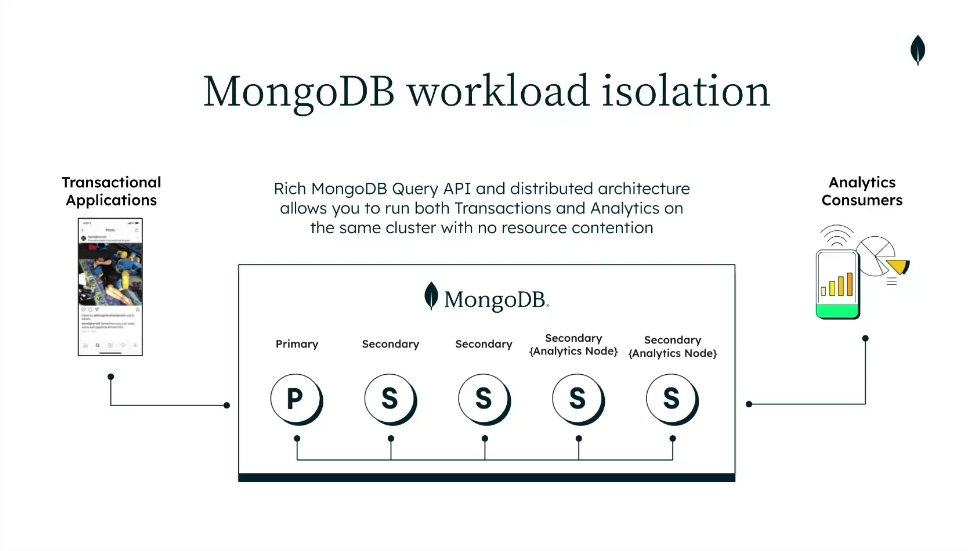 MongoDB workload isolation
Transactional
Applications
Rich MongoDB Query API and distributed architecture
allows you to run both Transactions and Analytics on
the same cluster with no resource contention
Analytics
Consumers
Photo
MongoDB®
Primary
Secondary
Secondary
Secondary
{Analytics Node}
Secondary
{Analytics Node}
P
S
S
S
S